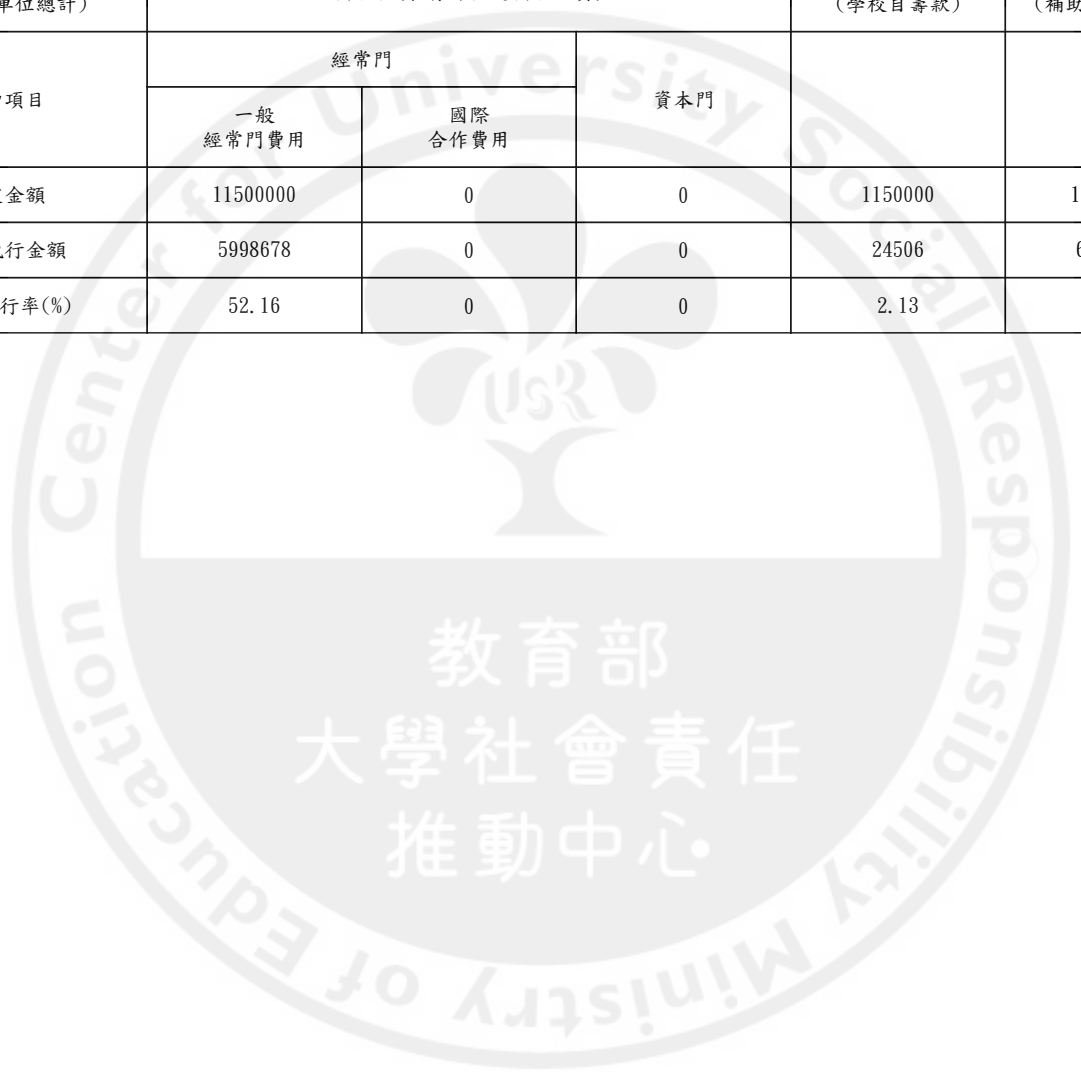 單位總計)
(學校自籌款)
(補助
項目
經常門
資本門
一般
經常門費用
國際
合作費用
金額
11500000
0
0
1150000
1
行金額
5998678
0
0
24506
6
行率(%)
52.16
0
0
2.13
Center for University Social Responsibility Ministry of Education
USR
教育部
大學社會責任
推動中心